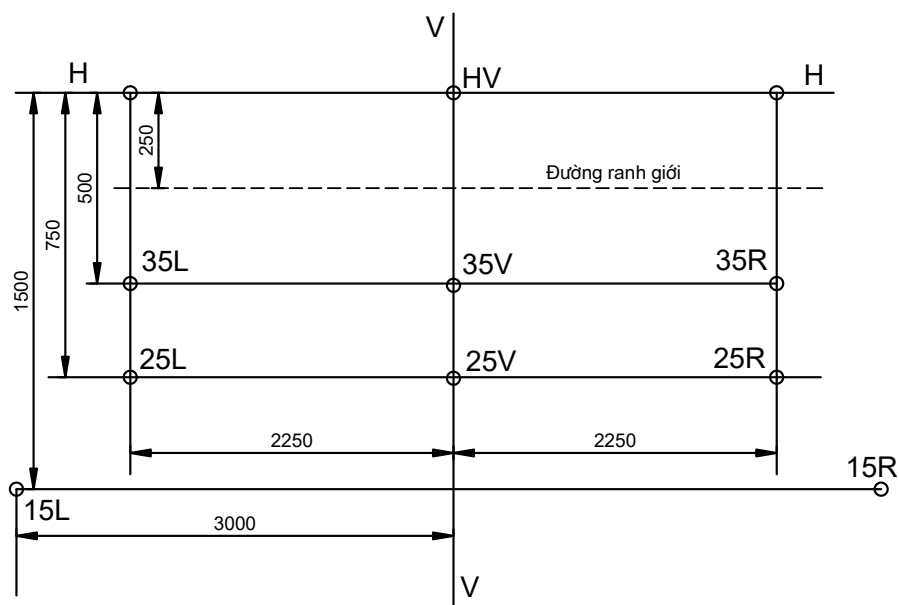 V
H HV H
250
Đường ranh giới
500
750
1500
35L 35V 35R
25L 25V 25R
2250 2250
15R
15L
3000
V